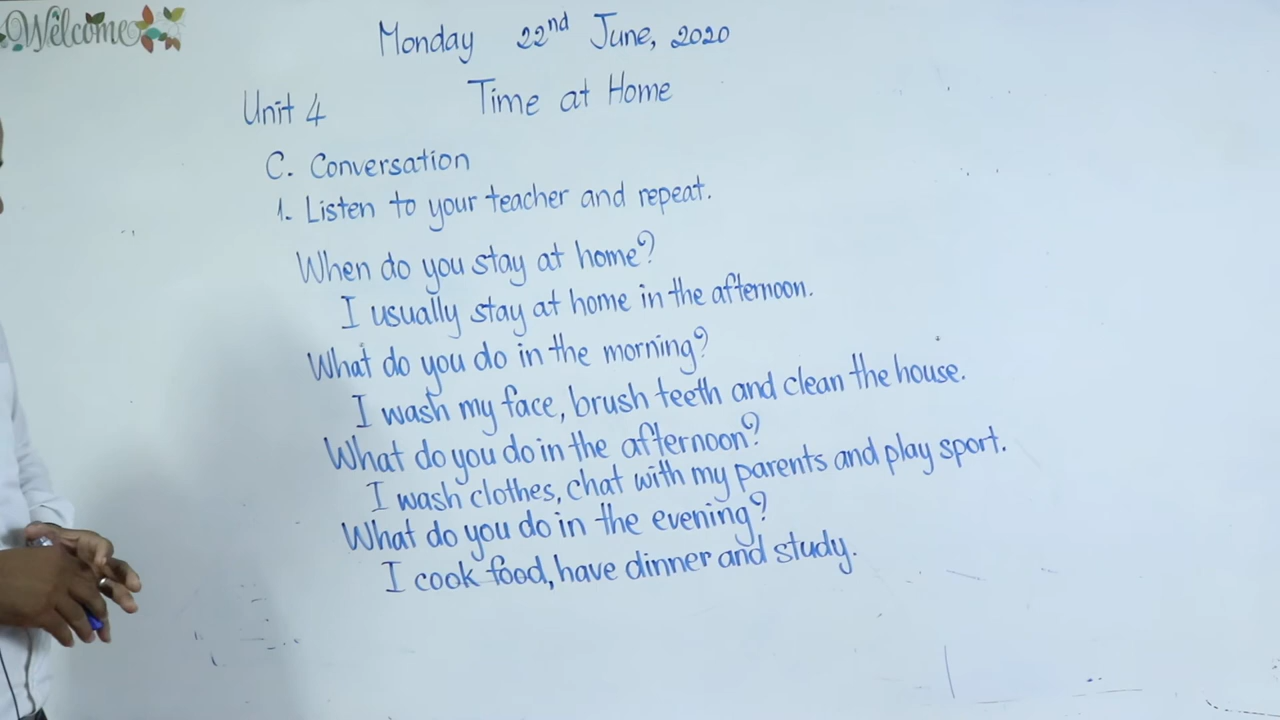 Welcome
Monday 22nd June, 2020
Unit 4 Time at Home
C. Conversation
1. Listen to your teacher and repeat.
When do you stay at home?
I usually stay at home in the afternoon.
What do you do in the morning?
I wash my face, brush teeth and clean the house.
What do you do in the afternoon?
I wash clothes, chat with my parents and play sport.
What do you do in the evening?
I cook food, have dinner and study.